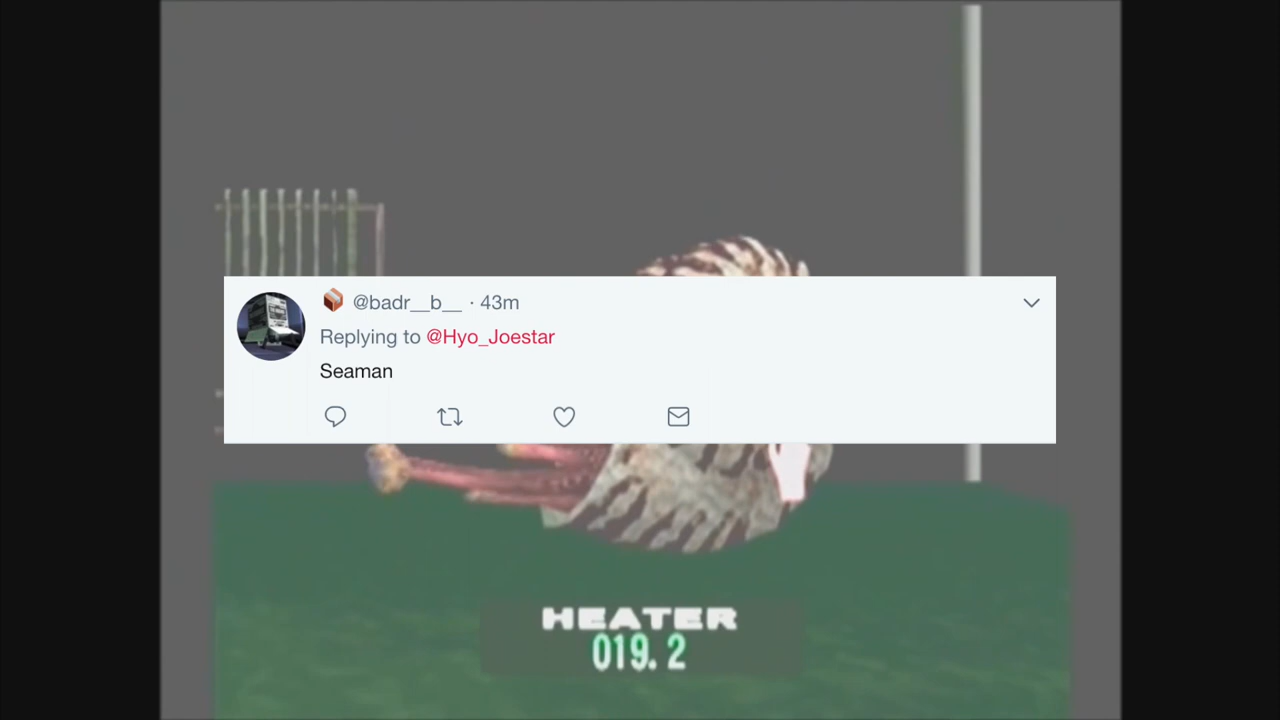 @badr__b__ · 43m
Replying to @Hyo_Joestar
Seaman
HEATER
019.2